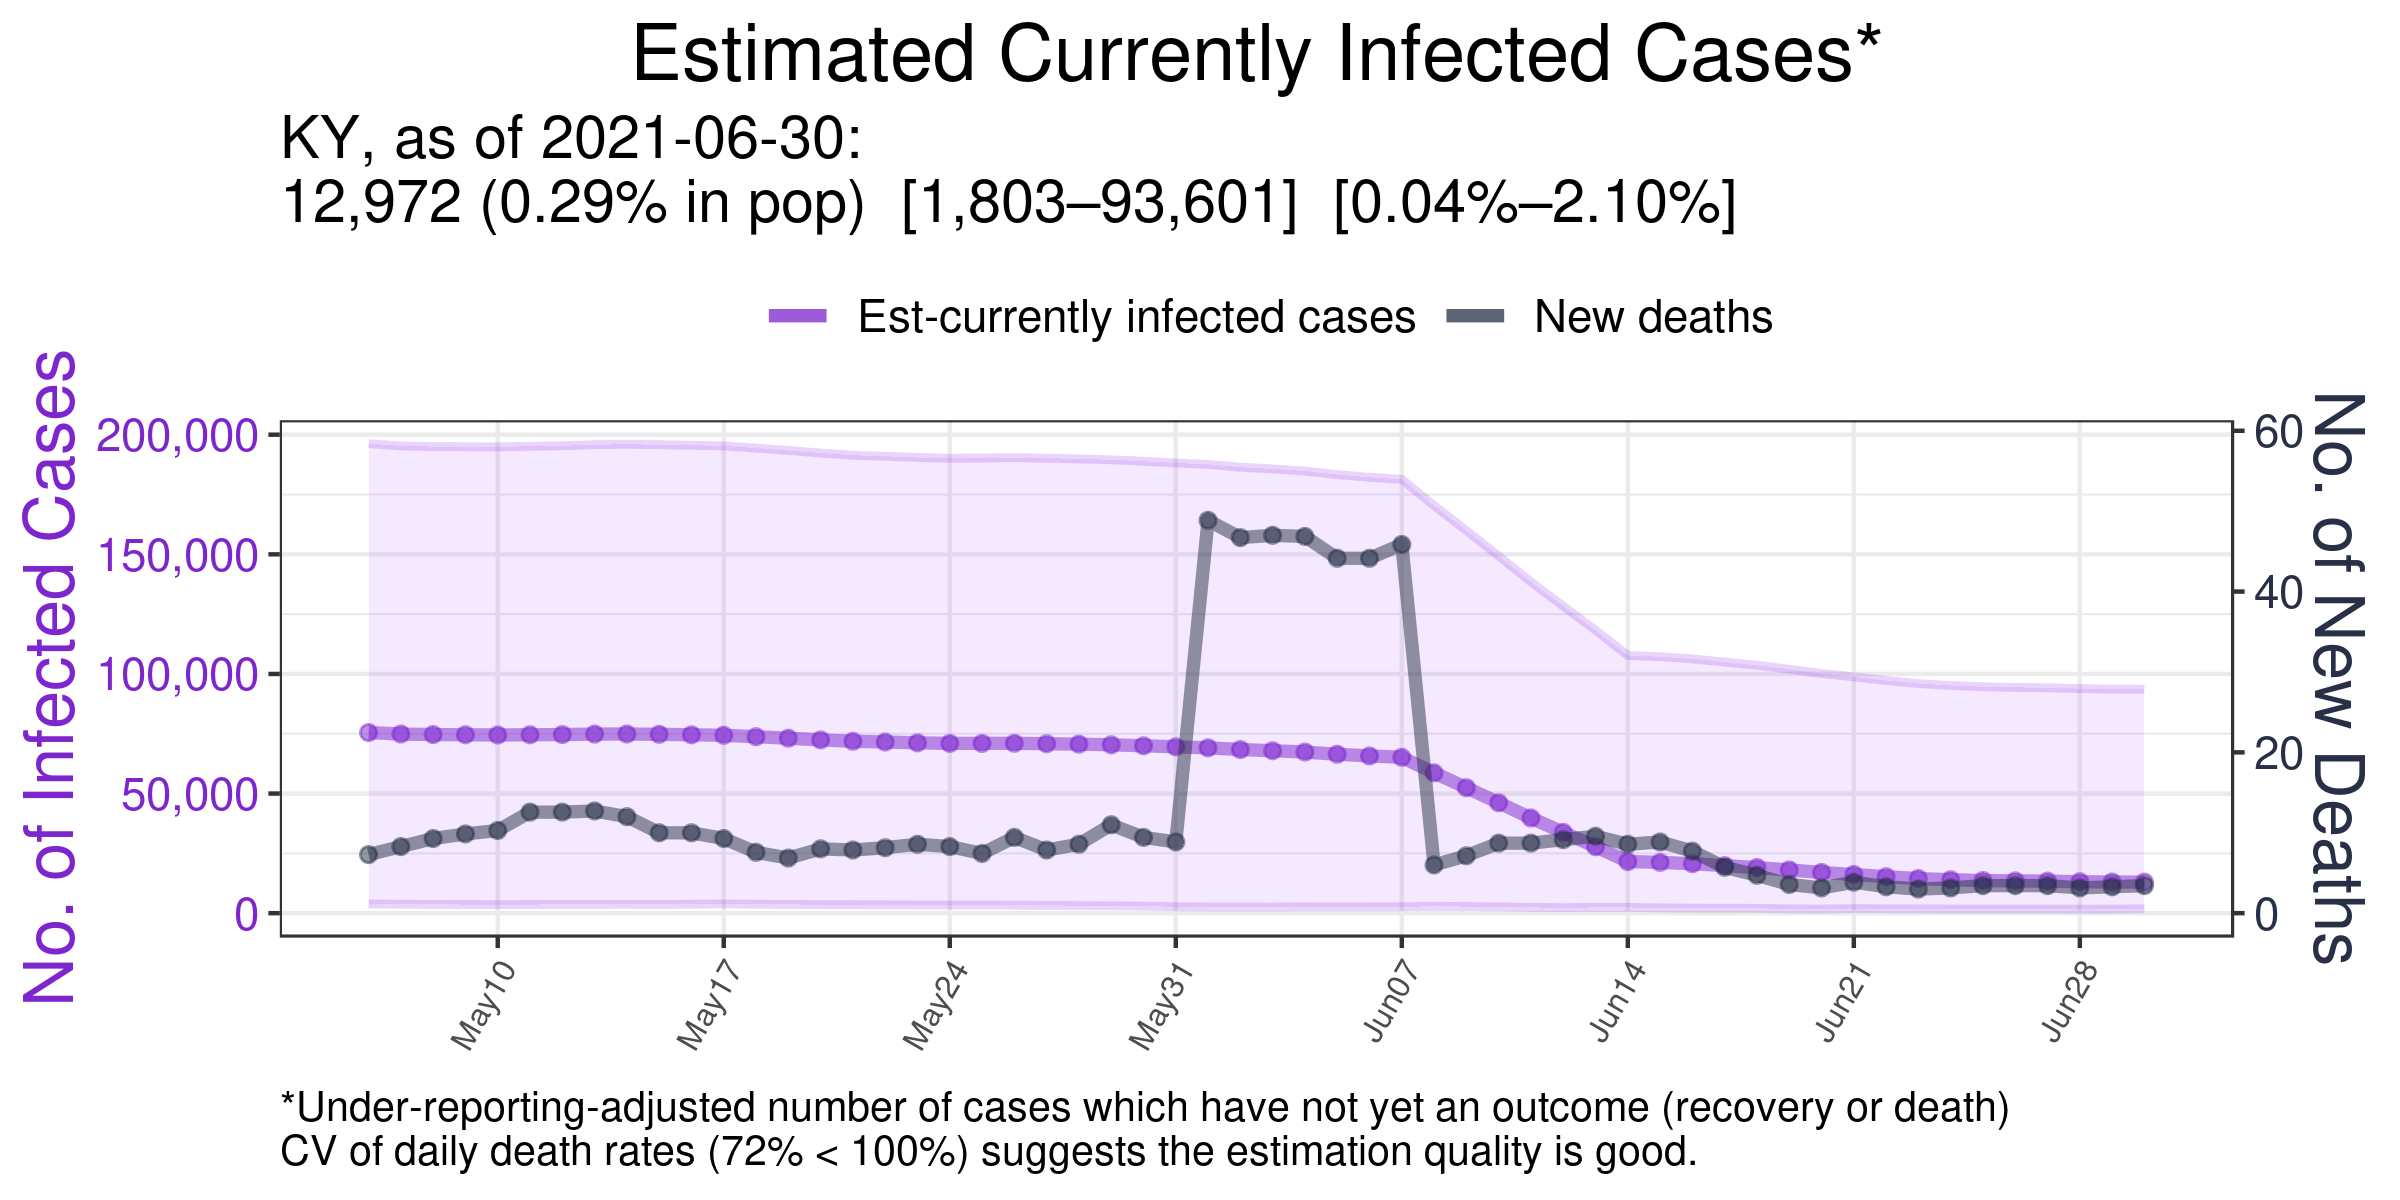 Estimated Currently Infected Cases*
KY, as of 2021-06-30:
12,972 (0.29% in pop)  [1,803–93,601]  [0.04%–2.10%]
Est-currently infected cases
New deaths
No. of Infected Cases
200,000
150,000
100,000
50,000
0
60
40
20
0
No. of New Deaths
May10
May17
May24
May31
Jun07
Jun14
Jun21
Jun28
*Under-reporting-adjusted number of cases which have not yet an outcome (recovery or death)
CV of daily death rates (72% < 100%) suggests the estimation quality is good.